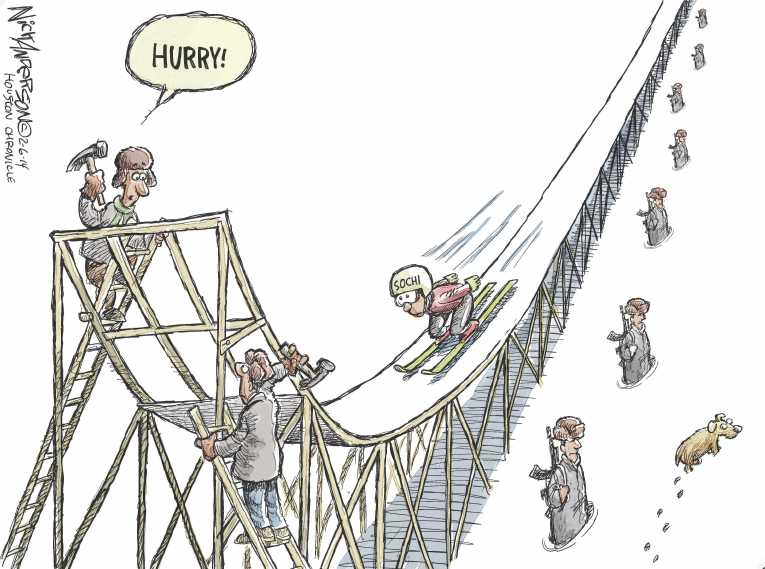 NICK ANDERSON © 2-6-14
HOUSTON CHRONICLE
HURRY!
SOCHI